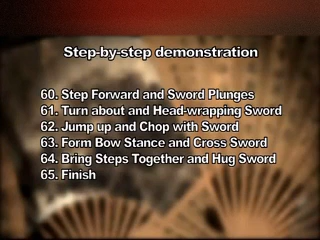 Step-by-step demonstration
60. Step Forward and Sword Plunges
61. Turn about and Head-wrapping Sword
62. Jump up and Chop with Sword
63. Form Bow Stance and Cross Sword
64. Bring Steps Together and Hug Sword
65. Finish